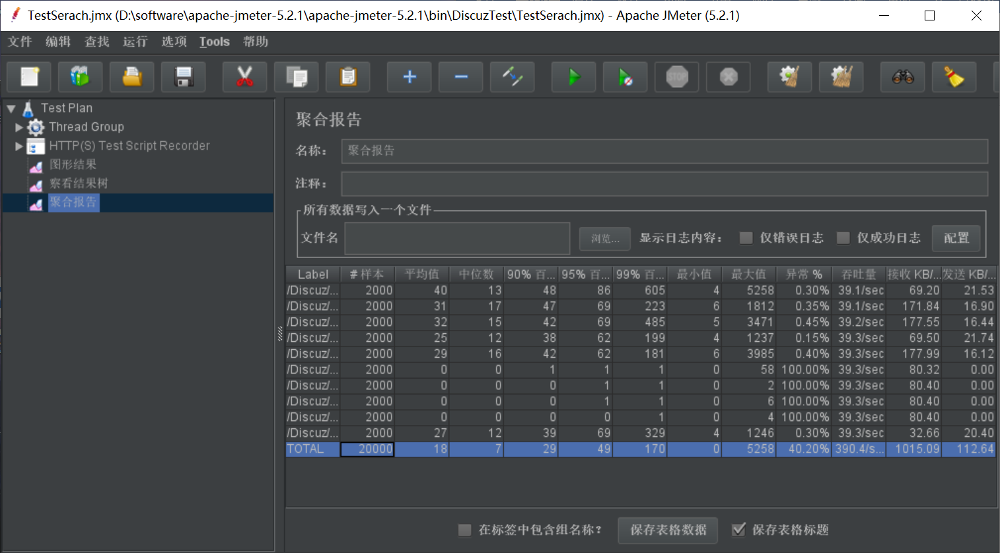 TestSerach.jmx (D:\software\apache-jmeter-5.2.1\apache-jmeter-5.2.1\bin\DiscuzTest\TestSerach.jmx) - Apache JMeter (5.2.1)
文件 编辑 查找 运行 选项 Tools 帮助
STOP
Test Plan
Thread Group
HTTP(S) Test Script Recorder
图形结果
察看结果树
聚合报告
聚合报告
名称： 聚合报告
注释：
所有数据写入一个文件
文件名 浏览... 显示日志内容： 仅错误日志 仅成功日志 配置
Label # 样本 平均值 中位数 90% 百... 95% 百... 99% 百... 最小值 最大值 异常 % 吞吐量 接收 KB/... 发送 KB/...
/Discuz/... 2000 40 13 48 86 605 4 5258 0.30% 39.1/sec 69.20 21.53
/Discuz/... 2000 31 17 47 69 223 6 1812 0.35% 39.1/sec 171.84 16.90
/Discuz/... 2000 32 15 42 69 485 5 3471 0.45% 39.2/sec 177.55 16.44
/Discuz/... 2000 25 12 38 62 199 4 1237 0.15% 39.3/sec 69.50 21.74
/Discuz/... 2000 29 16 42 62 181 6 3985 0.40% 39.3/sec 177.99 16.12
/Discuz/... 2000 0 0 1 1 1 0 58 100.00% 39.3/sec 80.32 0.00
/Discuz/... 2000 0 0 0 1 1 0 2 100.00% 39.3/sec 80.40 0.00
/Discuz/... 2000 0 0 0 1 1 0 6 100.00% 39.3/sec 80.40 0.00
/Discuz/... 2000 0 0 0 0 1 0 4 100.00% 39.3/sec 80.40 0.00
/Discuz/... 2000 27 12 39 69 329 4 1246 0.30% 39.3/sec 32.66 20.40
TOTAL 20000 18 7 29 49 170 0 5258 40.20% 390.4/s... 1015.09 112.64
在标签中包含组名称？ 保存表格数据 保存表格标题